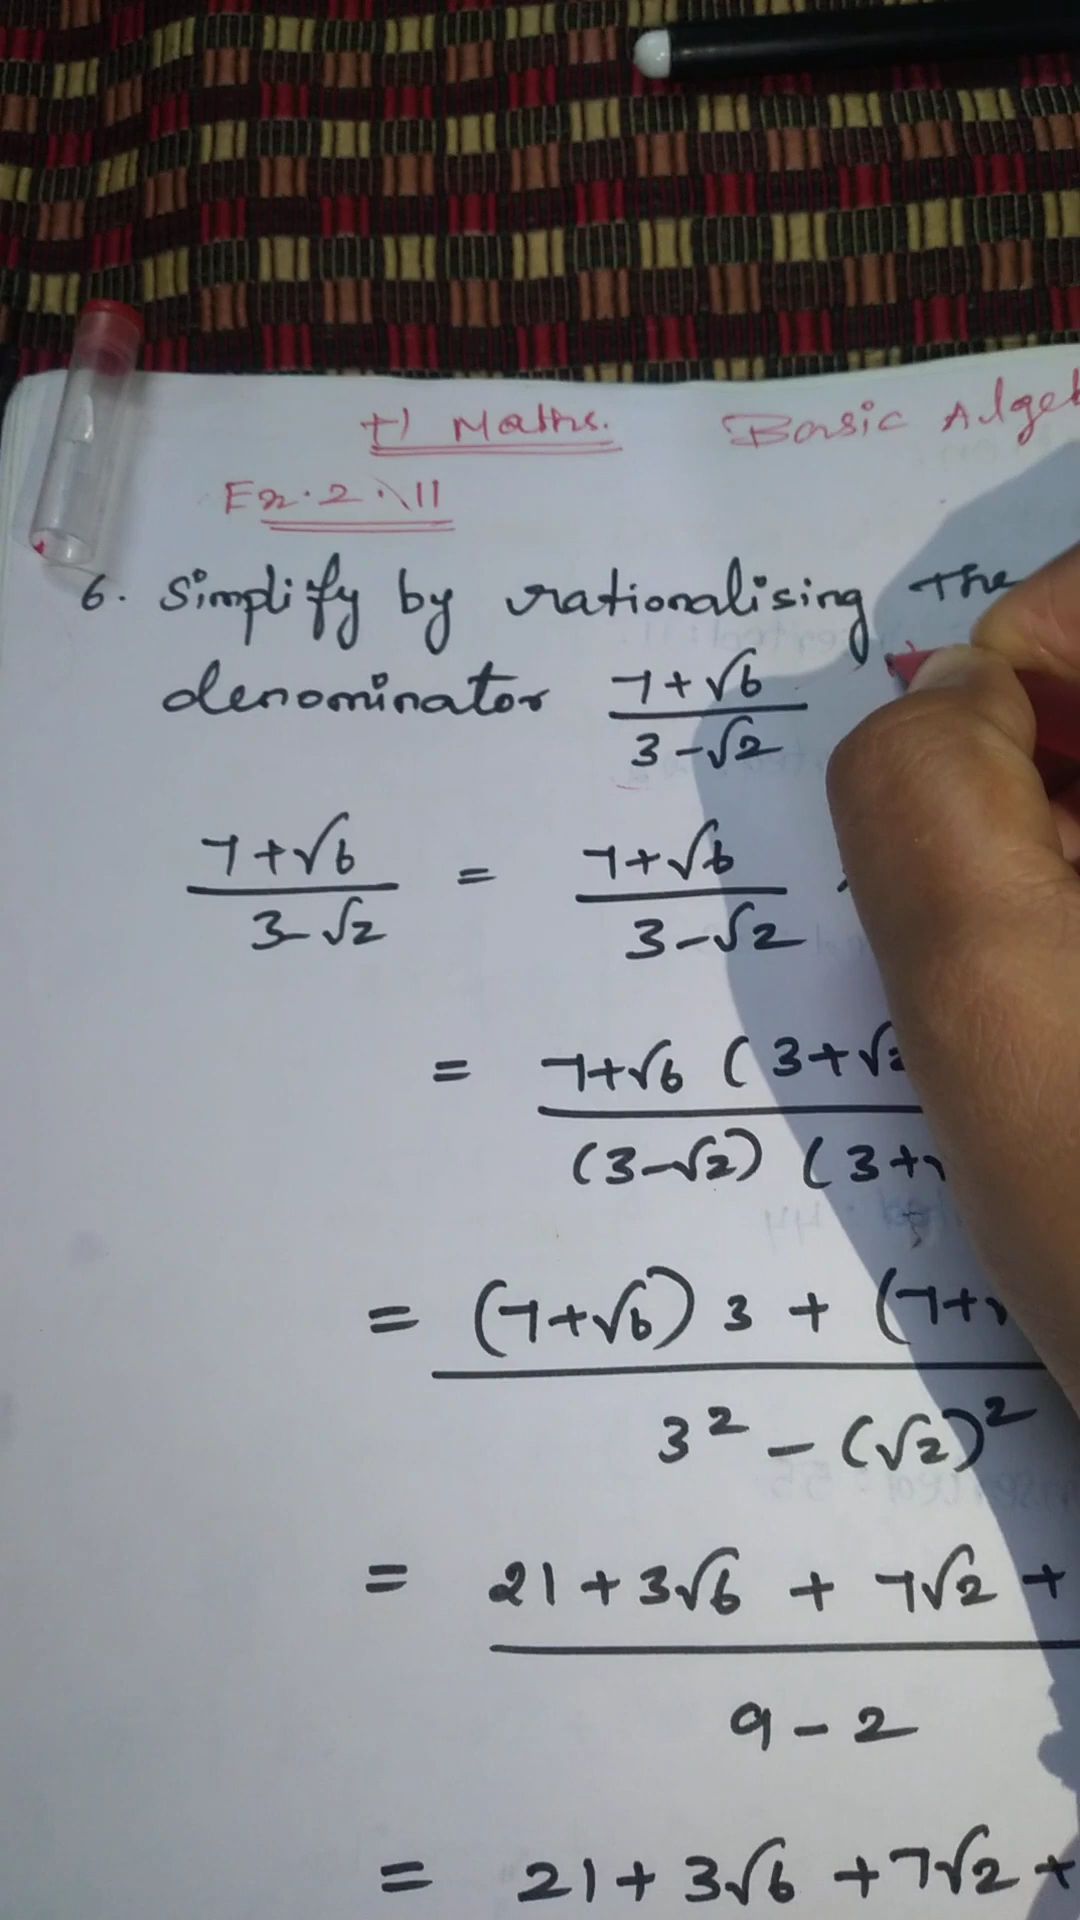 +1 Maths. Basic Algeb
Ex. 2.11
6. Simplify by rationalising the
denominator 7+√6 / 3-√2
7+√6 / 3-√2 = 7+√6 / 3-√2
= 7+√6 (3+√2 / (3-√2) (3+√
= (7+√6) 3 + (7+√ / 3² - (√2)²
= 21 + 3√6 + 7√2 + / 9 - 2
= 21 + 3√6 + 7√2 +